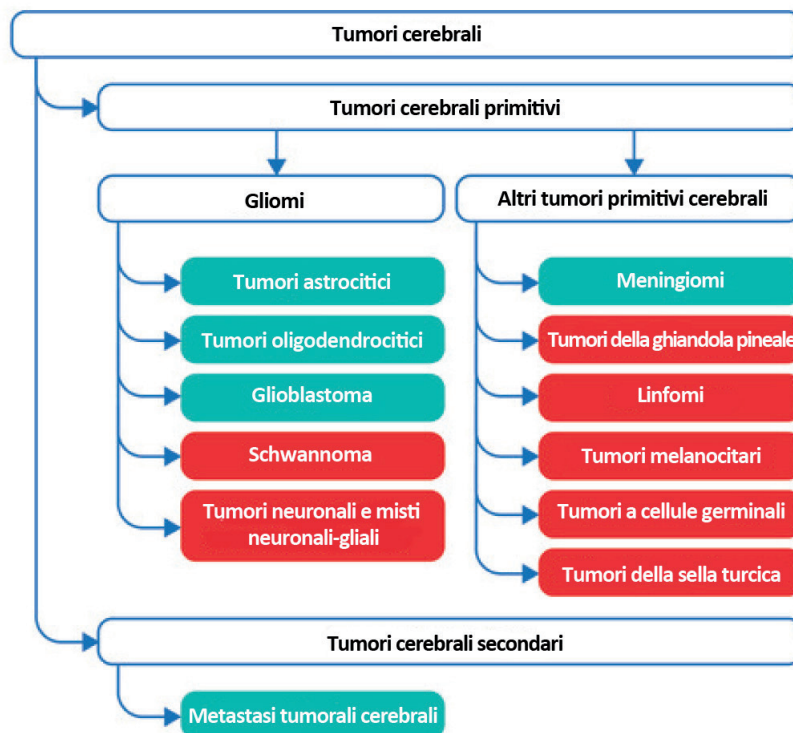 Tumori cerebrali
Tumori cerebrali primitivi
Gliomi
Tumori astrocitici
Tumori oligodendrocitici
Glioblastoma
Schwannoma
Tumori neuronali e misti
neuronali-gliali
Altri tumori primitivi cerebrali
Meningiomi
Tumori della ghiandola pineale
Linfomi
Tumori melanocitari
Tumori a cellule germinali
Tumori della sella turcica
Tumori cerebrali secondari
Metastasi tumorali cerebrali